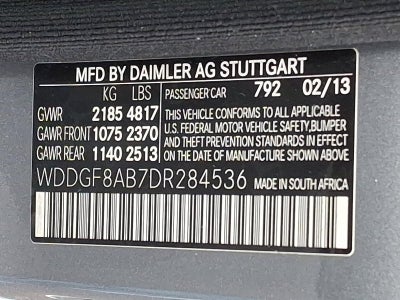 MFD BY DAIMLER AG STUTTGART
KG LBS PASSENGER CAR 792 02/13
GVWR 2185 4817 THIS VEHICLE CONFORMS TO ALL APPLICABLE
GAWR FRONT 1075 2370 U.S. FEDERAL MOTOR VEHICLE SAFETY, BUMPER
GAWR REAR 1140 2513 AND THEFT PREVENTION STANDARDS IN EFFECT ON THE DATE OF MANUFACTURE SHOWN ABOVE.
WDDGF8AB7DR284536 MADE IN SOUTH AFRICA